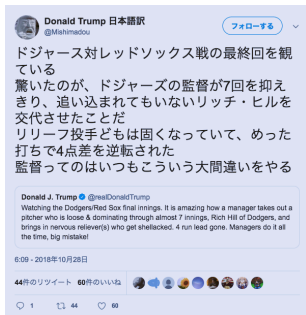 Donald Trump 日本語訳
@Mishimadou
フォローする
ドジャース対レッドソックス戦の最終回を観
ている
驚いたのが、ドジャーズの監督が7回を抑え
きり、追い込まれてもいないリッチ・ヒルを
交代させたことだ
リリーフ投手どもは固くなっていて、めった
打ちで4点差を逆転された
監督ってのはいつもこういう大間違いをやる
Donald J. Trump @realDonaldTrump
Watching the Dodgers/Red Sox final innings. It is amazing how a manager takes out a
pitcher who is loose & dominating through almost 7 innings, Rich Hill of Dodgers, and
brings in nervous reliever(s) who get shellacked. 4 run lead gone. Managers do it all
the time, big mistake!
6:09 - 2018年10月28日
44件のリツイート 60件のいいね
1 44 60